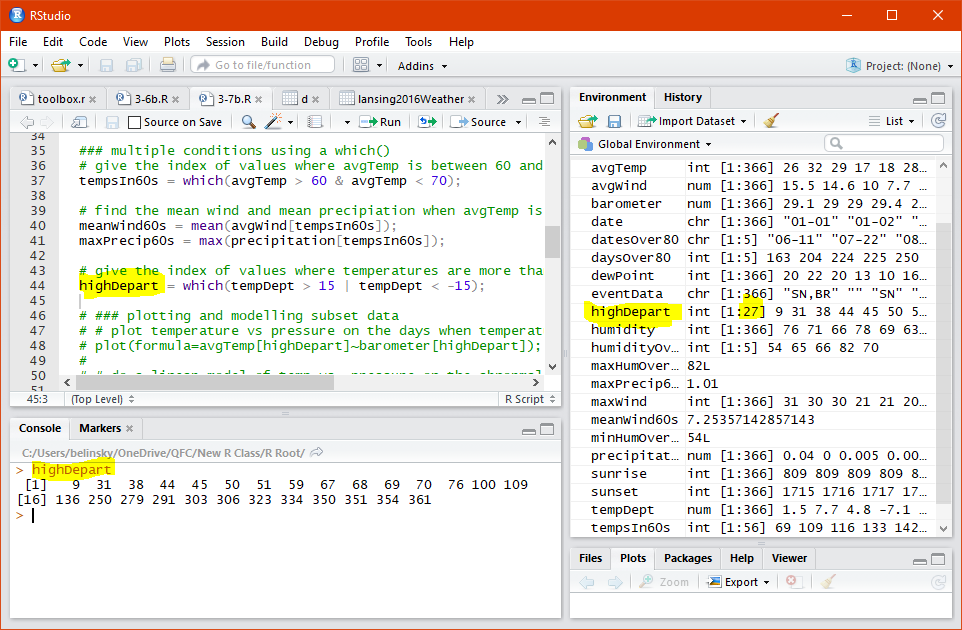 RStudio
File Edit Code View Plots Session Build Debug Profile Tools Help
Go to file/function Addins Project: (None)
toolbox.r 3-6b.R 3-7b.R d lansing2016Weather
Source on Save Run Source
34
35 ### multiple conditions using a which()
36 # give the index of values where avgTemp is between 60 and
37 tempsIn60s = which(avgTemp > 60 & avgTemp < 70);
38
39 # find the mean wind and mean precipiation when avgTemp is
40 meanWind60s = mean(avgWind[tempsIn60s]);
41 maxPrecip60s = max(precipitation[tempsIn60s]);
42
43 # give the index of values where temperatures are more tha
44 highDepart = which(tempDept > 15 | tempDept < -15);
45
46 # ### plotting and modelling subset data
47 # # plot temperature vs pressure on the days when temperat
48 # plot(formula=avgTemp[highDepart]~barometer[highDepart]);
49 #
50
51
45:3 (Top Level) R Script
Console Markers
C:/Users/belinsky/OneDrive/QFC/New R Class/R Root/
> highDepart
[1] 9 31 38 44 45 50 51 59 67 68 69 70 76 100 109
[16] 136 250 279 291 303 306 323 334 350 351 354 361
>
Environment History
Import Dataset List
Global Environment
avgTemp int [1:366] 26 32 29 17 18 28…
avgWind num [1:366] 15.5 14.6 10 7.7 …
barometer num [1:366] 29.1 29 29 29.4 2…
date chr [1:366] "01-01" "01-02" "…
datesOver80 chr [1:5] "06-11" "07-22" "08…
daysOver80 int [1:5] 163 204 224 225 250
dewPoint int [1:366] 20 22 20 13 10 16…
eventData chr [1:366] "SN,BR" "" "SN" "…
highDepart int [1:27] 9 31 38 44 45 50 5…
humidity int [1:366] 76 71 66 78 69 63…
humidityOv… int [1:5] 54 65 66 82 70
maxHumOver… 82L
maxPrecip6… 1.01
maxWind int [1:366] 31 30 30 21 21 20…
meanWind60s 7.25357142857143
minHumOver… 54L
precipitat… num [1:366] 0.04 0 0.005 0.00…
sunrise int [1:366] 809 809 809 809 8…
sunset int [1:366] 1715 1716 1717 17…
tempDept num [1:366] 1.5 7.7 4.8 -7.1 …
tempsIn60s int [1:56] 69 109 116 133 142…
Files Plots Packages Help Viewer
Zoom Export